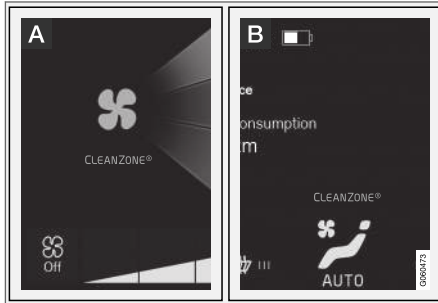 A
CLEANZONE®
Off
B
ce
onsumption
m
CLEANZONE®
AUTO
G060473